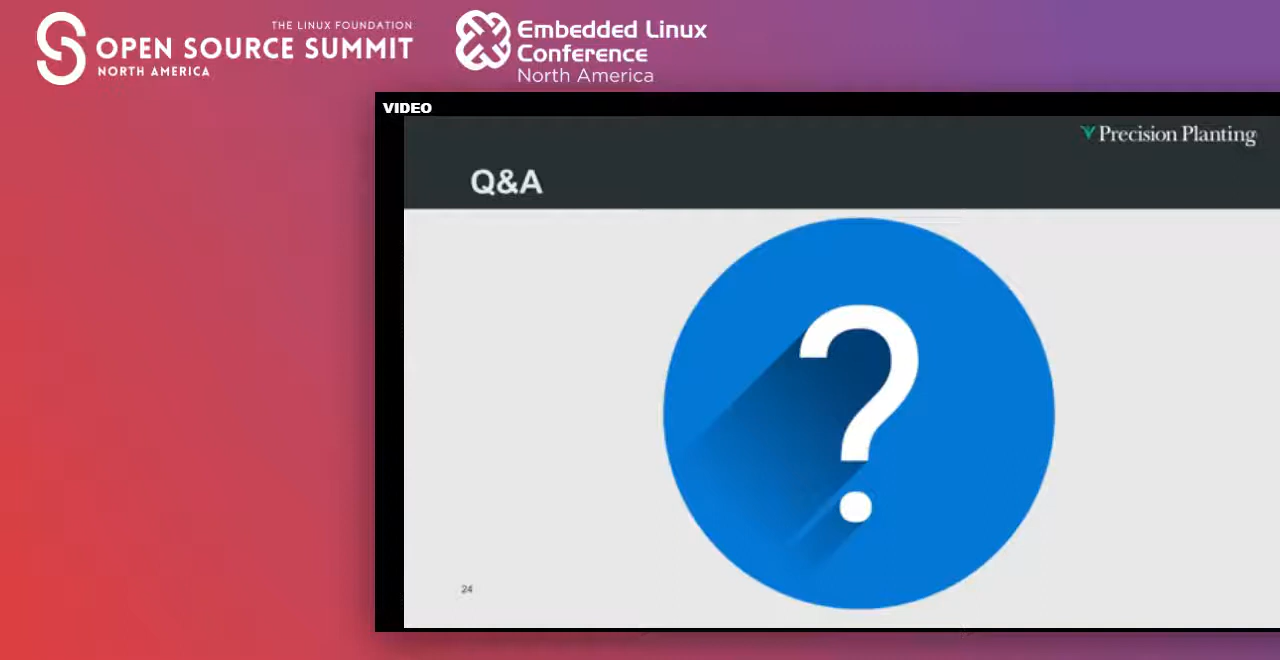 THE LINUX FOUNDATION
OPEN SOURCE SUMMIT
NORTH AMERICA
Embedded Linux
Conference
North America
VIDEO
Precision Planting
Q&A
?
24